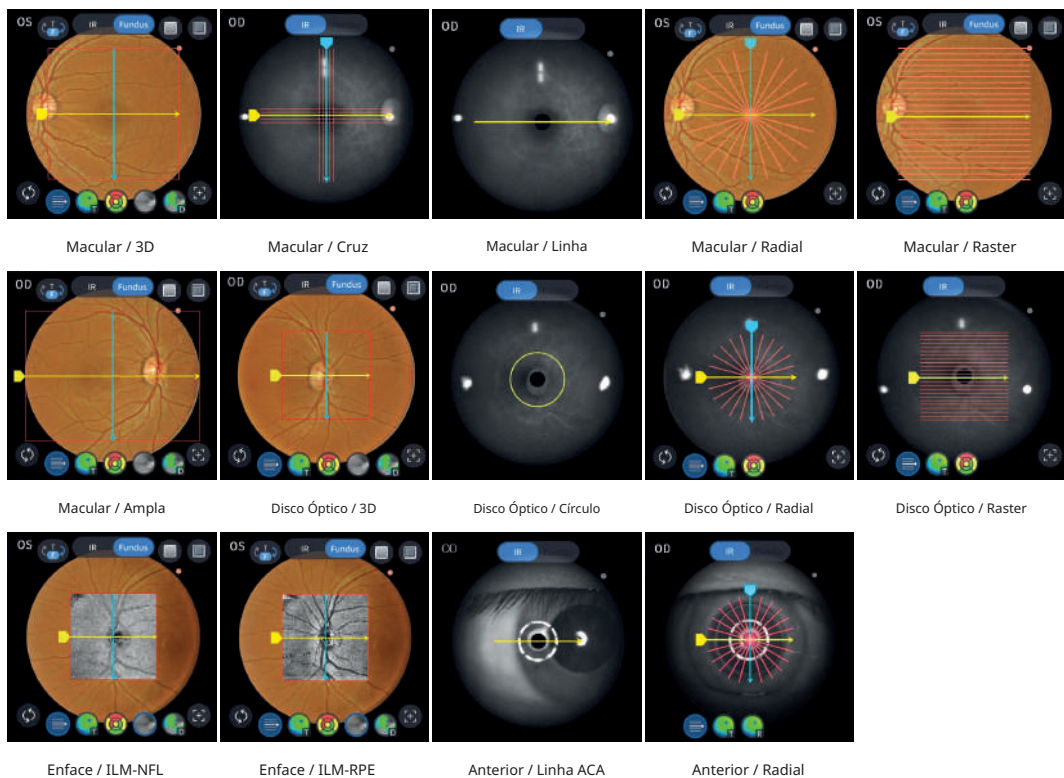 OS IR Fundus
OD IR
OD IR
OS IR Fundus
OS IR Fundus
Macular / 3D
Macular / Cruz
Macular / Linha
Macular / Radial
Macular / Raster
OD IR Fundus
OD IR Fundus
OD IR
OD IR
OD IR
Macular / Ampla
Disco Óptico / 3D
Disco Óptico / Círculo
Disco Óptico / Radial
Disco Óptico / Raster
OS IR Fundus
OS IR Fundus
IR
OD IR
Enface / ILM-NFL
Enface / ILM-RPE
Anterior / Linha ACA
Anterior / Radial